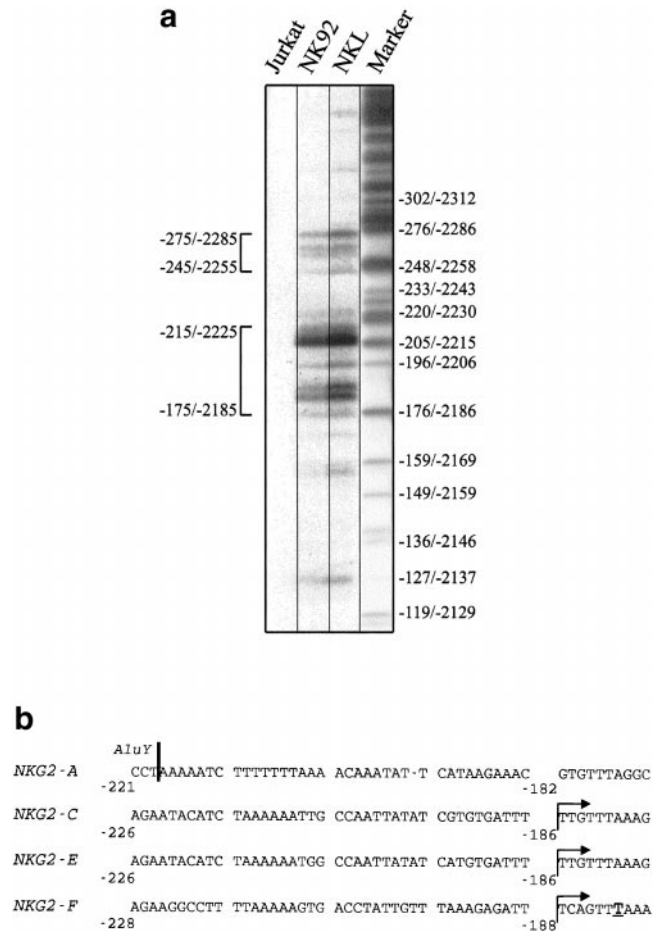 a
Jurkat NK92 NKL Marker
-302/-2312
-275/-2285 -276/-2286
-245/-2255 -248/-2258
-233/-2243
-215/-2225 -220/-2230
-205/-2215
-196/-2206
-175/-2185 -176/-2186
-159/-2169
-149/-2159
-136/-2146
-127/-2137
-119/-2129
b
AluY
NKG2-A CCTAAAAATC TTTTTTTAAA ACAAATAT-T CATAAGAAAC GTGTTTAGGC
-221 -182
NKG2-C AGAATACATC TAAAAAATTG CCAATTATAT CGTGTGATTT TTGTTTAAAG
-226 -186
NKG2-E AGAATACATC TAAAAAATGG CCAATTATAT CATGTGATTT TTGTTTAAAG
-226 -186
NKG2-F AGAAGGCCTT TTAAAAAGTG ACCTATTGTT TAAAGAGATT TCAGTTTAAA
-228 -188